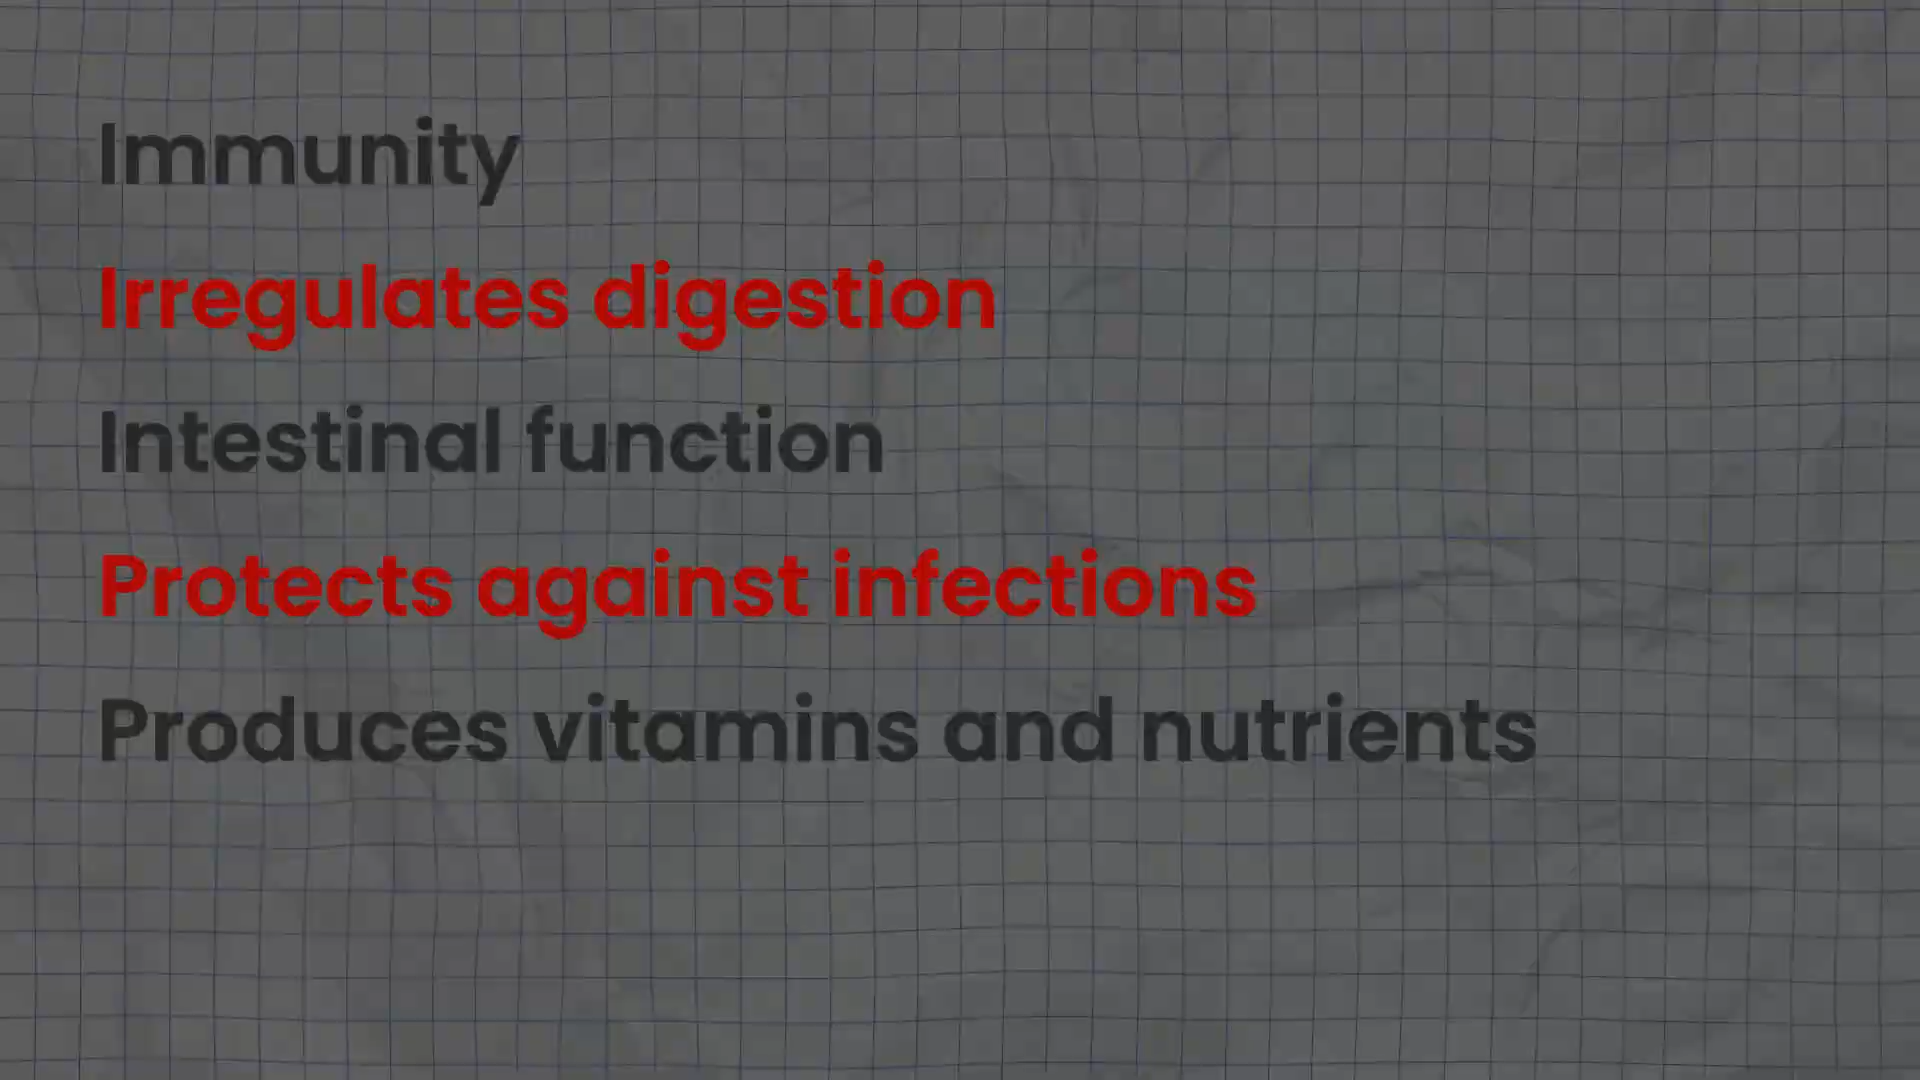 Immunity
Irregulates digestion
Intestinal function
Protects against infections
Produces vitamins and nutrients